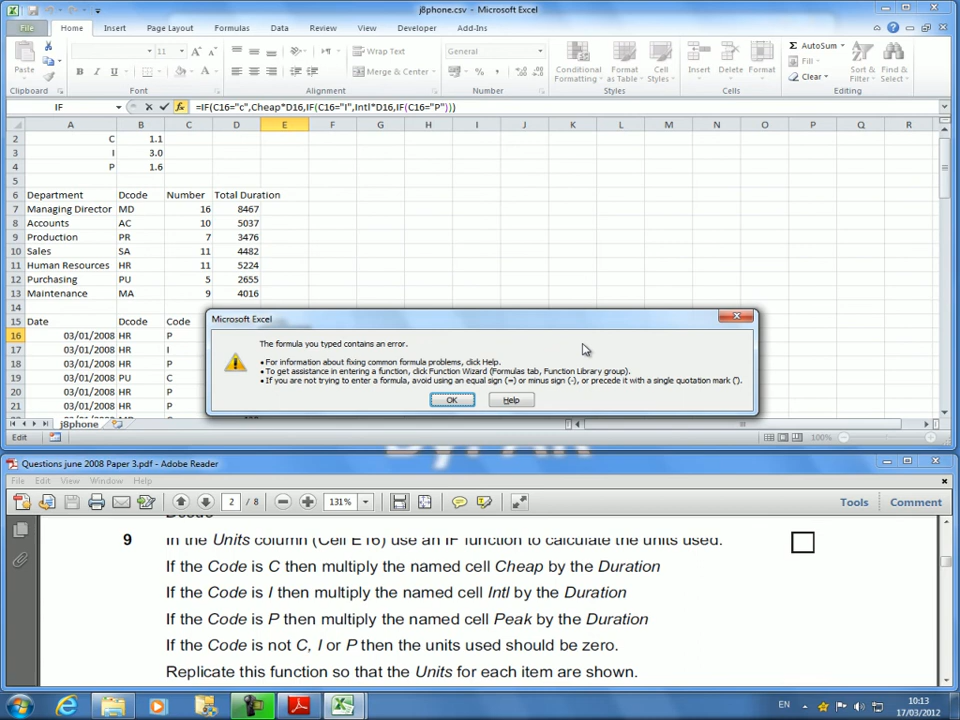 j8phone.csv - Microsoft Excel
File Home Insert Page Layout Formulas Data Review View Developer Acrobat
Paste
11
Wrap Text
General
AutoSum
Merge & Center
Conditional Formatting
Format as Table
Cell Styles
Insert Delete Format
Fill
Clear
Sort & Filter
Find & Select
Clipboard Font Alignment Number Styles Cells Editing
IF =IF(C16="c",Cheap*D16,IF(C16="I",Intl*D16,IF(C16="P")))
A B C D E F G H I J K L M N O P Q R
2 C 1.1
3 I 3.0
4 P 1.6
5
6 Department Dcode Number Total Duration
7 Managing Director MD 16 8467
8 Accounts AC 10 5037
9 Production PR 7 3476
10 Sales SA 11 4482
11 Human Resources HR 11 5224
12 Purchasing PU 5 2655
13 Maintenance MA 9 4016
14
15 Date Dcode Code
16 03/01/2008 HR P
17 03/01/2008 HR I
18 03/01/2008 HR P
19 03/01/2008 PU C
20 03/01/2008 HR P
21 03/01/2008 HR P
Microsoft Excel
The formula you typed contains an error.
• For information about fixing common formula problems, click Help.
• To get assistance in entering a function, click Function Wizard (Formulas tab, Function Library group).
• If you are not trying to enter a formula, avoid using an equal sign (=) or minus sign (-), or precede it with a single quotation mark (').
OK Help
j8phone
Edit 100%
Questions june 2008 Paper 3.pdf - Adobe Reader
File Edit View Window Help
2 / 8 131% Tools Comment
Dcode
9 In the Units column (Cell E16) use an IF function to calculate the units used.
If the Code is C then multiply the named cell Cheap by the Duration
If the Code is I then multiply the named cell Intl by the Duration
If the Code is P then multiply the named cell Peak by the Duration
If the Code is not C, I or P then the units used should be zero.
Replicate this function so that the Units for each item are shown.
EN
10:13
17/03/2012